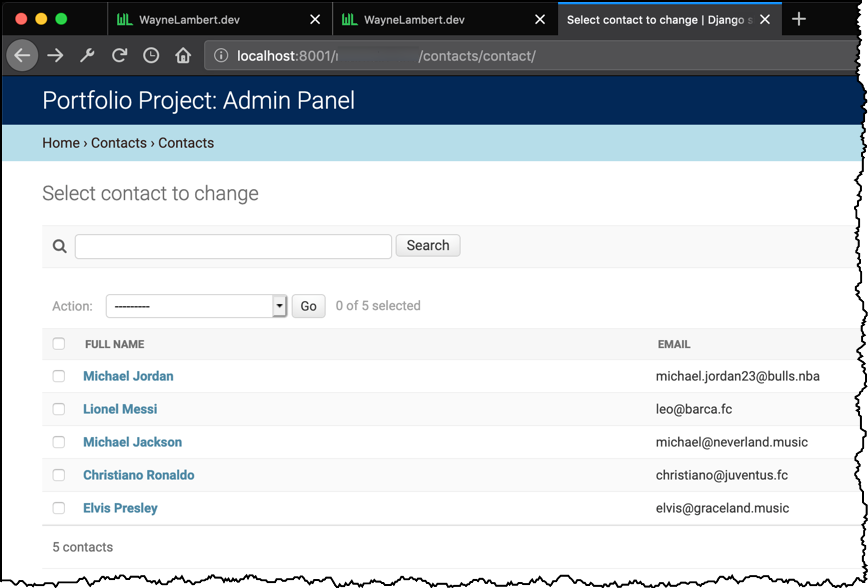 WayneLambert.dev
WayneLambert.dev
Select contact to change | Django
localhost:8001/ /contacts/contact/
Portfolio Project: Admin Panel
Home › Contacts › Contacts
Select contact to change
Search
Action: --------- Go 0 of 5 selected
FULL NAME EMAIL
Michael Jordan michael.jordan23@bulls.nba
Lionel Messi leo@barca.fc
Michael Jackson michael@neverland.music
Christiano Ronaldo christiano@juventus.fc
Elvis Presley elvis@graceland.music
5 contacts